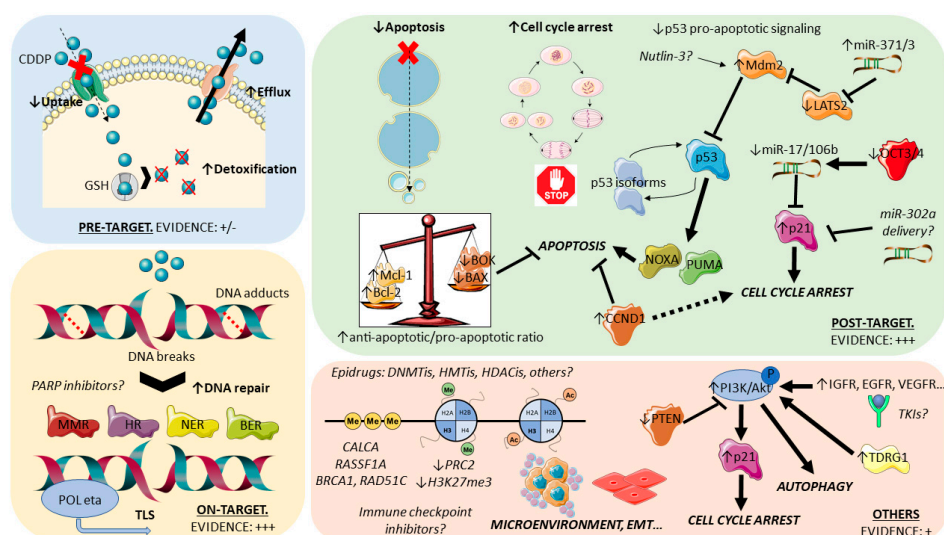 CDDP
↓Uptake
↑Efflux
↑Detoxification
GSH
PRE-TARGET. EVIDENCE: +/-
DNA adducts
DNA breaks
PARP inhibitors?
↑DNA repair
MMR
HR
NER
BER
POL eta
TLS
ON-TARGET.
EVIDENCE: +++
↓Apoptosis
↑Cell cycle arrest
STOP
↓p53 pro-apoptotic signaling
Nutlin-3?
↑Mdm2
↑miR-371/3
↓LATS2
p53
p53 isoforms
↓miR-17/106b
↓OCT3/4
↑p21
miR-302a
delivery?
↑Mcl-1
↑Bcl-2
↓BOK
↓BAX
↑anti-apoptotic/pro-apoptotic ratio
APOPTOSIS
NOXA
PUMA
↑CCND1
CELL CYCLE ARREST
POST-TARGET.
EVIDENCE: +++
Epidrugs: DNMTis, HMTis, HDACis, others?
Me
Me
Me
Me
H2A
H2B
H3
H4
Me
Ac
H2A
H2B
H3
H4
Ac
CALCA
RASSF1A
BRCA1, RAD51C
↓PRC2
↓H3K27me3
Immune checkpoint
inhibitors?
MICROENVIRONMENT, EMT...
P
↑PI3K/Akt
↓PTEN
↑IGFR, EGFR, VEGFR...
TKIs?
↑p21
↑TDRG1
AUTOPHAGY
CELL CYCLE ARREST
OTHERS
EVIDENCE: +